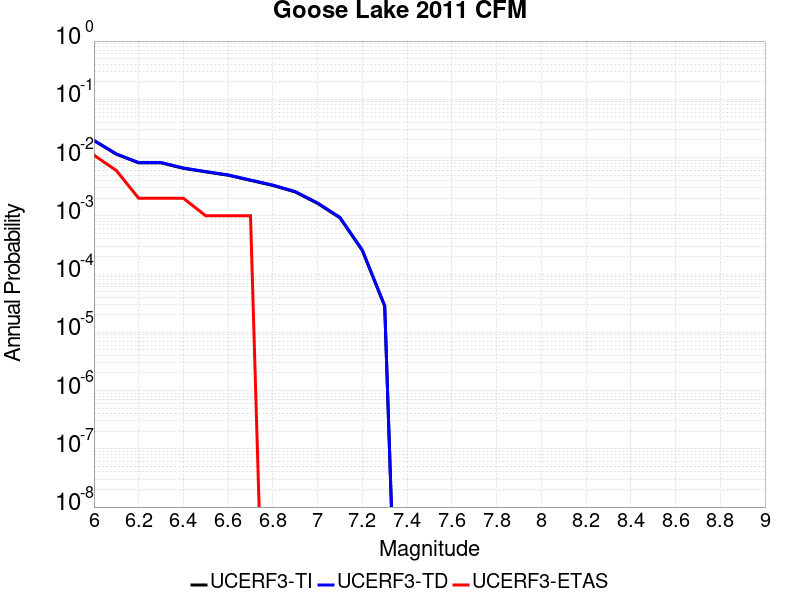 Goose Lake 2011 CFM
10^0
10^-1
10^-2
10^-3
10^-4
10^-5
10^-6
10^-7
10^-8
Annual Probability
6 6.2 6.4 6.6 6.8 7 7.2 7.4 7.6 7.8 8 8.2 8.4 8.6 8.8 9
Magnitude
UCERF3-TI UCERF3-TD UCERF3-ETAS